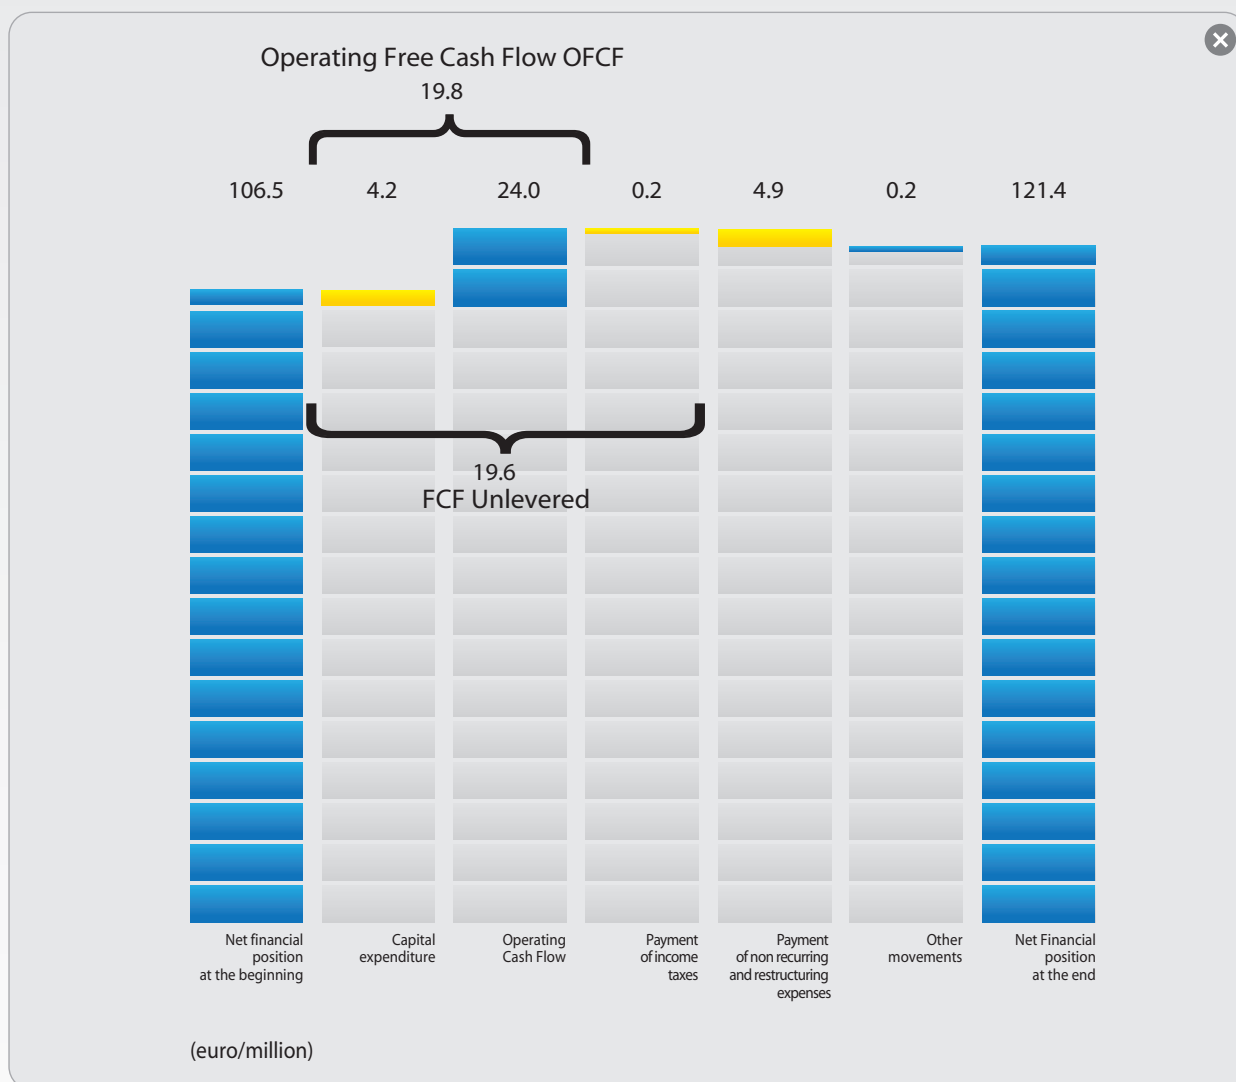 Operating Free Cash Flow OFCF
19.8
106.5
4.2
24.0
0.2
4.9
0.2
121.4
19.6
FCF Unlevered
Net financial
position
at the beginning
Capital
expenditure
Operating
Cash Flow
Payment
of income
taxes
Payment
of non recurring
and restructuring
expenses
Other
movements
Net Financial
position
at the end
(euro/million)